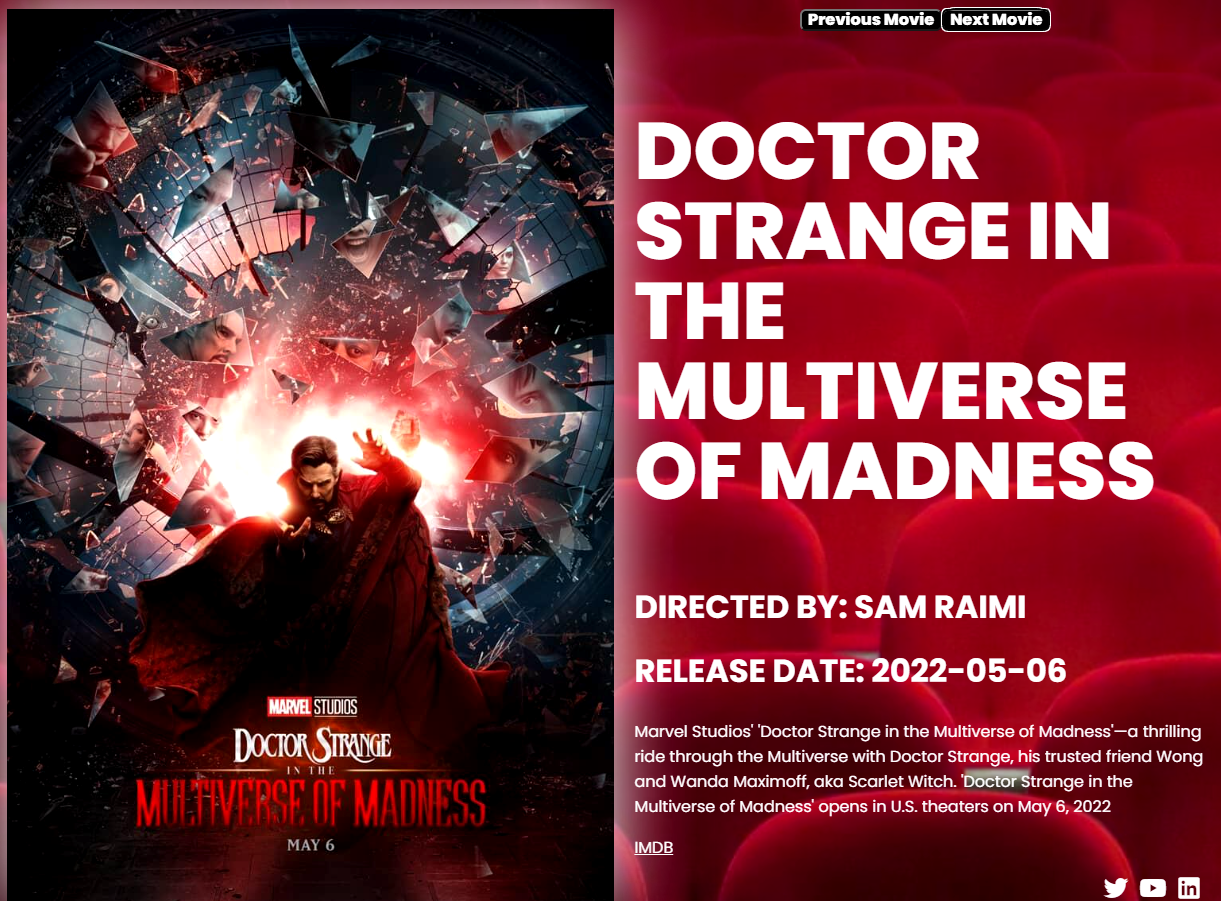 Previous Movie
Next Movie
DOCTOR
STRANGE IN
THE
MULTIVERSE
OF MADNESS
DIRECTED BY: SAM RAIMI
RELEASE DATE: 2022-05-06
Marvel Studios' 'Doctor Strange in the Multiverse of Madness'—a thrilling
ride through the Multiverse with Doctor Strange, his trusted friend Wong
and Wanda Maximoff, aka Scarlet Witch. 'Doctor Strange in the
Multiverse of Madness' opens in U.S. theaters on May 6, 2022
IMDB
MARVEL STUDIOS
DOCTOR STRANGE
IN THE
MULTIVERSE OF MADNESS
MAY 6
in